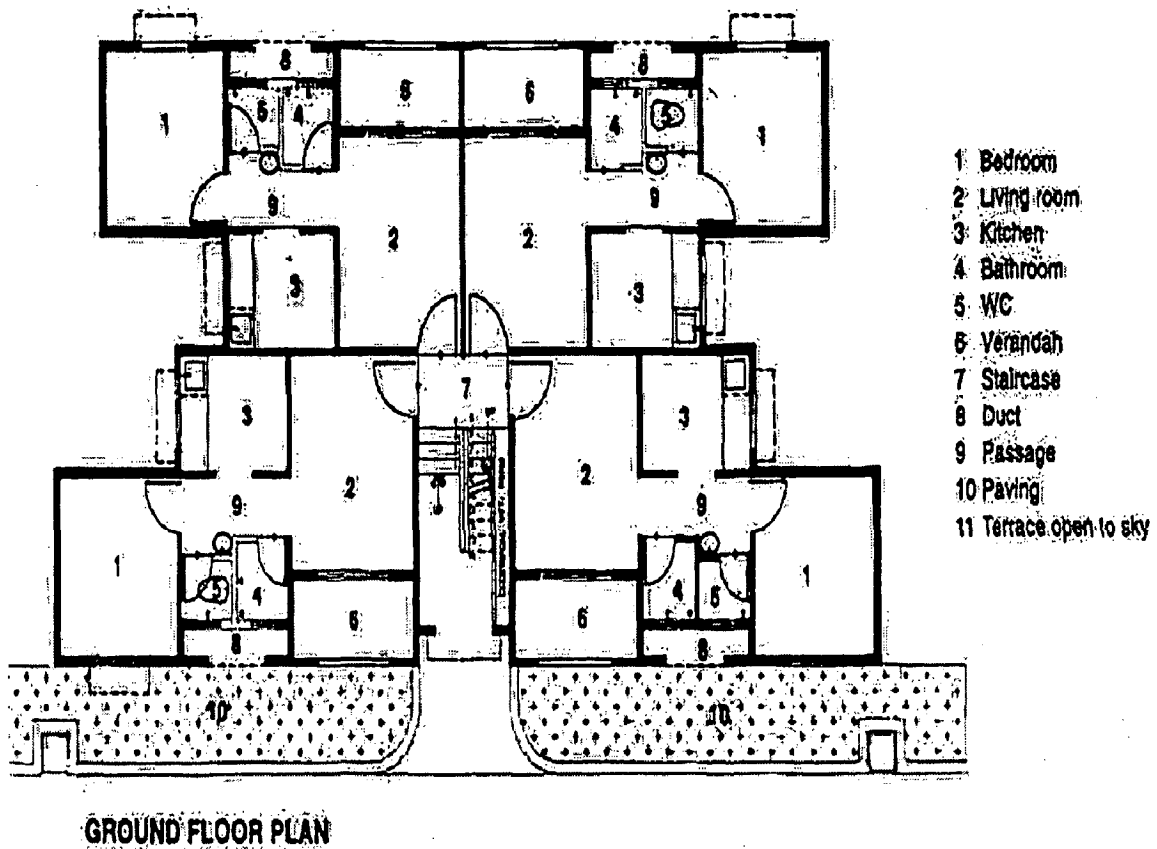 8 8
6 6
1 5 4 4 5 1
9 9
2 2
3 3
7
3 3
2 2
9 9
1 1
5 4 4 5
6 6
8 8
10 10
1 Bedroom
2 Living room
3 Kitchen
4 Bathroom
5 WC
6 Verandah
7 Staircase
8 Duct
9 Passage
10 Paving
11 Terrace open to sky
GROUND FLOOR PLAN